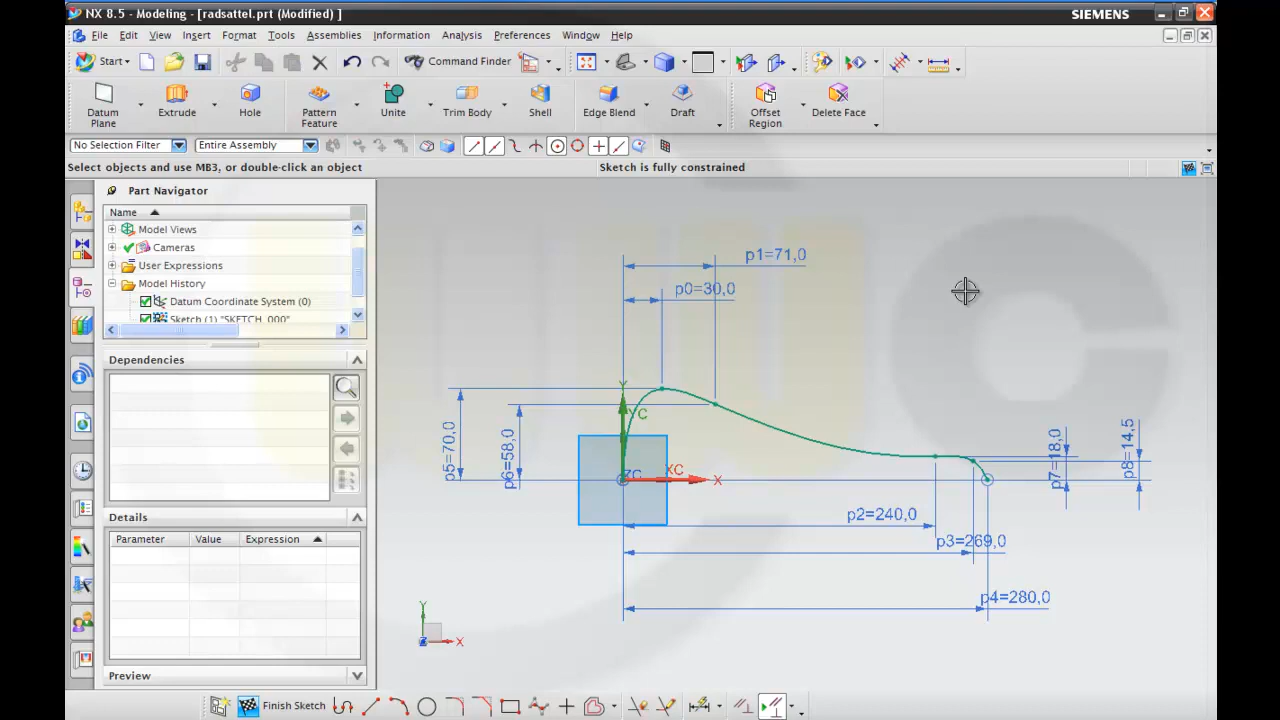 NX 8.5 - Modeling - [radsattel.prt (Modified) ]
SIEMENS
File Edit View Insert Format Tools Assemblies Information Analysis Preferences Window Help
Start
Command Finder
Datum Plane
Extrude
Hole
Pattern Feature
Unite
Trim Body
Shell
Edge Blend
Draft
Offset Region
Delete Face
No Selection Filter
Entire Assembly
Select objects and use MB3, or double-click an object
Sketch is fully constrained
Part Navigator
Name
Model Views
Cameras
User Expressions
Model History
Datum Coordinate System (0)
Sketch (1) "SKETCH_000"
Dependencies
Details
Parameter Value Expression
Preview
p1=71,0
p0=30,0
p5=70,0
p6=58,0
Y
YC
XC
ZC
X
p7=18,0
p8=14,5
p2=240,0
p3=269,0
p4=280,0
Y
X
Finish Sketch